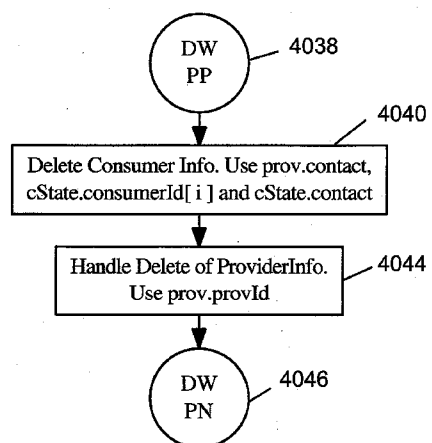 DW
PP
4038
4040
Delete Consumer Info. Use prov.contact,
cState.consumerId[ i ] and cState.contact
Handle Delete of ProviderInfo.
Use prov.provId
4044
DW
PN
4046